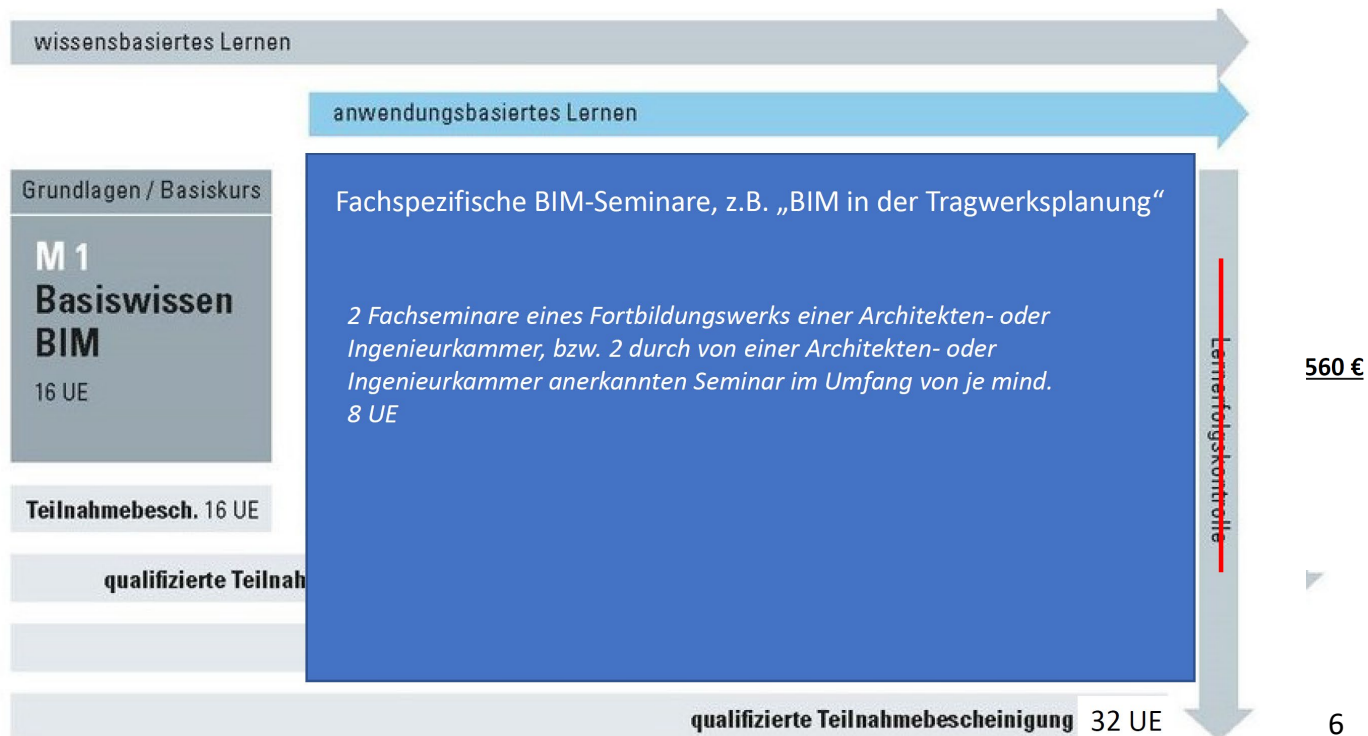 wissensbasiertes Lernen
anwendungsbasiertes Lernen
Grundlagen / Basiskurs
M 1
Basiswissen
BIM
16 UE
Fachspezifische BIM-Seminare, z.B. „BIM in der Tragwerksplanung“
2 Fachseminare eines Fortbildungswerks einer Architekten- oder
Ingenieurkammer, bzw. 2 durch von einer Architekten- oder
Ingenieurkammer anerkannten Seminar im Umfang von je mind.
8 UE
Lernerfolgskontrolle
560 €
Teilnahmebesch. 16 UE
qualifizierte Teilnah
qualifizierte Teilnahmebescheinigung 32 UE
6